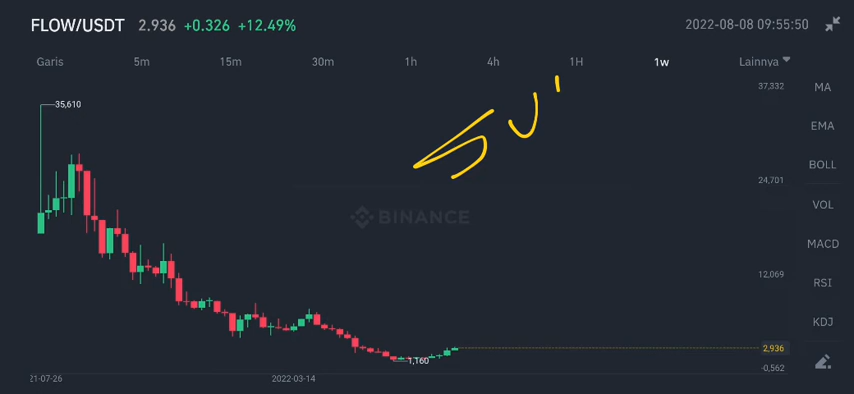 FLOW/USDT 2.936 +0.326 +12.49% 2022-08-08 09:55:50
Garis 5m 15m 30m 1h 4h 1H 1w Lainnya
37,332
35,610
MA
EMA
BOLL
24,701
VOL
BINANCE
MACD
12,069
RSI
KDJ
2.936
1,160
-0,562
21-07-26 2022-03-14